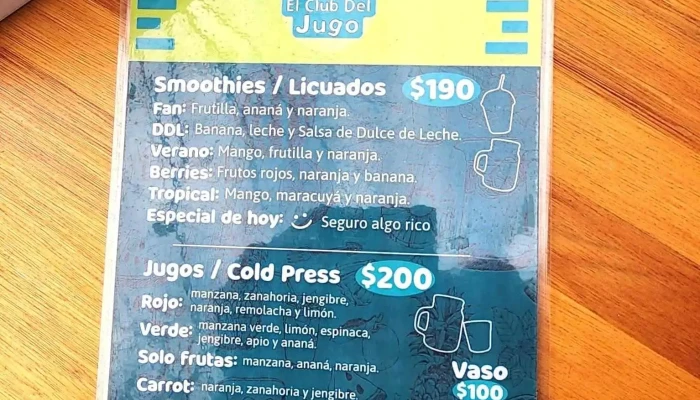 El Club Del
Jugo
Smoothies / Licuados $190
Fan: Frutilla, ananá y naranja.
DDL: Banana, leche y Salsa de Dulce de Leche.
Verano: Mango, frutilla y naranja.
Berries: Frutos rojos, naranja y banana.
Tropical: Mango, maracuyá y naranja.
Especial de hoy: Seguro algo rico
Jugos / Cold Press $200
Rojo: manzana, zanahoria, jengibre,
naranja, remolacha y limón.
Verde: manzana verde, limón, espinaca,
jengibre, apio y ananá.
Solo frutas: manzana, ananá, naranja.
Carrot: naranja, zanahoria y jengibre.
Vaso
$100